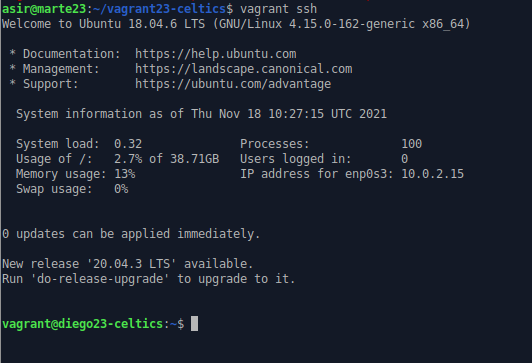 asir@marte23:~/vagrant23-celtics$ vagrant ssh
Welcome to Ubuntu 18.04.6 LTS (GNU/Linux 4.15.0-162-generic x86_64)
* Documentation: https://help.ubuntu.com
* Management: https://landscape.canonical.com
* Support: https://ubuntu.com/advantage
System information as of Thu Nov 18 10:27:15 UTC 2021
System load: 0.32 Processes: 100
Usage of /: 2.7% of 38.71GB Users logged in: 0
Memory usage: 13% IP address for enp0s3: 10.0.2.15
Swap usage: 0%
0 updates can be applied immediately.
New release '20.04.3 LTS' available.
Run 'do-release-upgrade' to upgrade to it.
vagrant@diego23-celtics:~$